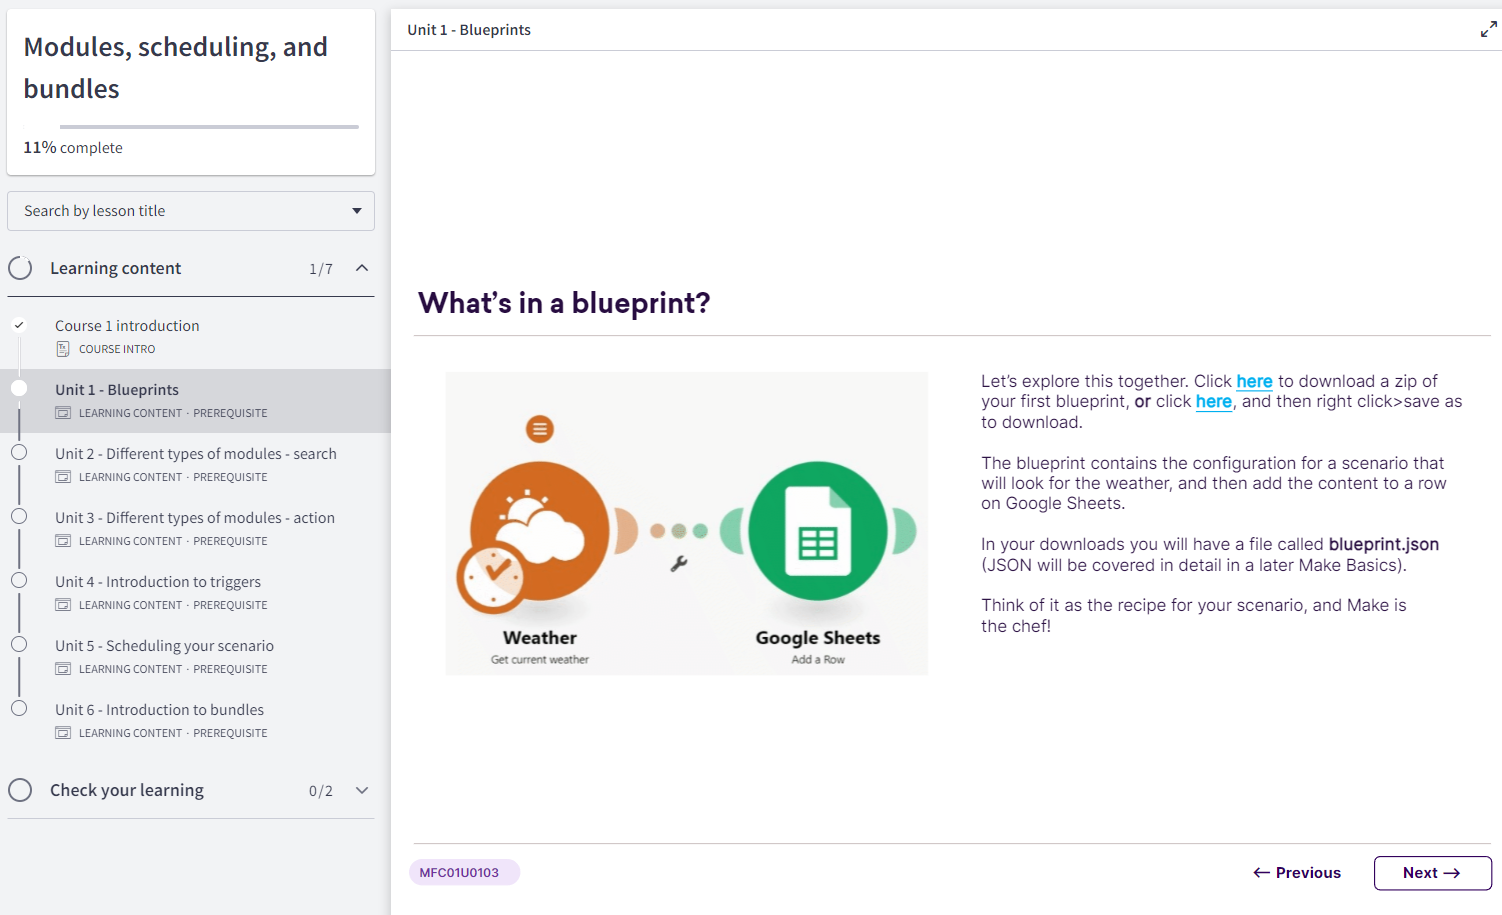 Modules, scheduling, and
bundles
11% complete
Search by lesson title
Learning content 1/7
Course 1 introduction
COURSE INTRO
Unit 1 - Blueprints
LEARNING CONTENT · PREREQUISITE
Unit 2 - Different types of modules - search
LEARNING CONTENT · PREREQUISITE
Unit 3 - Different types of modules - action
LEARNING CONTENT · PREREQUISITE
Unit 4 - Introduction to triggers
LEARNING CONTENT · PREREQUISITE
Unit 5 - Scheduling your scenario
LEARNING CONTENT · PREREQUISITE
Unit 6 - Introduction to bundles
LEARNING CONTENT · PREREQUISITE
Check your learning 0/2
Unit 1 - Blueprints
What’s in a blueprint?
Weather
Get current weather
Google Sheets
Add a Row
Let’s explore this together. Click here to download a zip of
your first blueprint, or click here, and then right click>save as
to download.
The blueprint contains the configuration for a scenario that
will look for the weather, and then add the content to a row
on Google Sheets.
In your downloads you will have a file called blueprint.json
(JSON will be covered in detail in a later Make Basics).
Think of it as the recipe for your scenario, and Make is
the chef!
MFC01U0103
← Previous
Next →